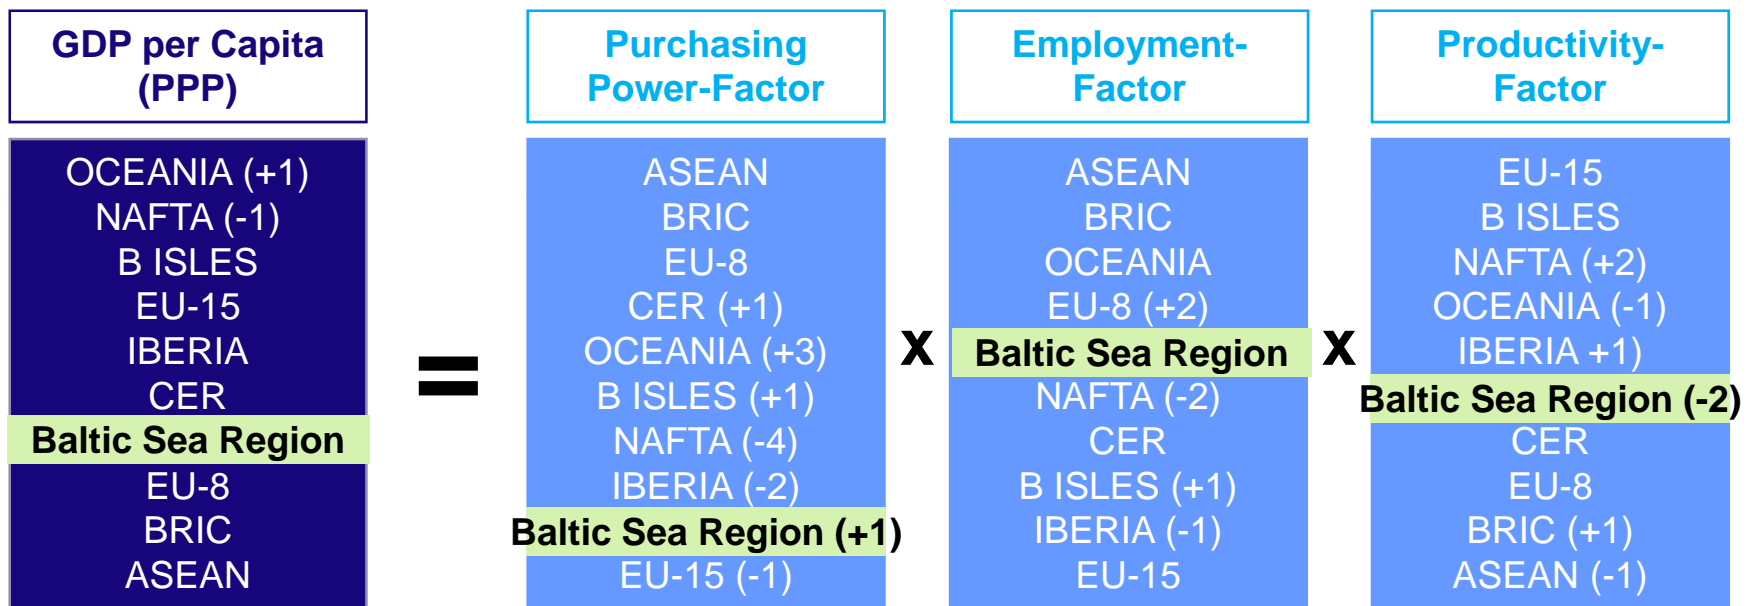 GDP per Capita
(PPP)
OCEANIA (+1)
NAFTA (-1)
B ISLES
EU-15
IBERIA
CER
Baltic Sea Region
EU-8
BRIC
ASEAN
=
Purchasing
Power-Factor
ASEAN
BRIC
EU-8
CER (+1)
OCEANIA (+3)
B ISLES (+1)
NAFTA (-4)
IBERIA (-2)
Baltic Sea Region (+1)
EU-15 (-1)
x
Employment-
Factor
ASEAN
BRIC
OCEANIA
EU-8 (+2)
Baltic Sea Region
NAFTA (-2)
CER
B ISLES (+1)
IBERIA (-1)
EU-15
x
Productivity-
Factor
EU-15
B ISLES
NAFTA (+2)
OCEANIA (-1)
IBERIA +1)
Baltic Sea Region (-2)
CER
EU-8
BRIC (+1)
ASEAN (-1)